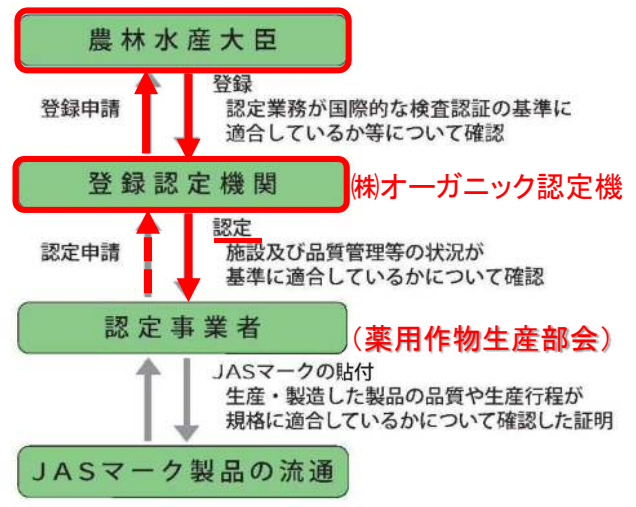 農林水産大臣
登録申請
登録
認定業務が国際的な検査認証の基準に
適合しているか等について確認
登録認定機関
㈱オーガニック認定機
認定申請
認定
施設及び品質管理等の状況が
基準に適合しているかについて確認
認定事業者
（薬用作物生産部会）
JASマークの貼付
生産・製造した製品の品質や生産行程が
規格に適合しているかについて確認した証明
JASマーク製品の流通